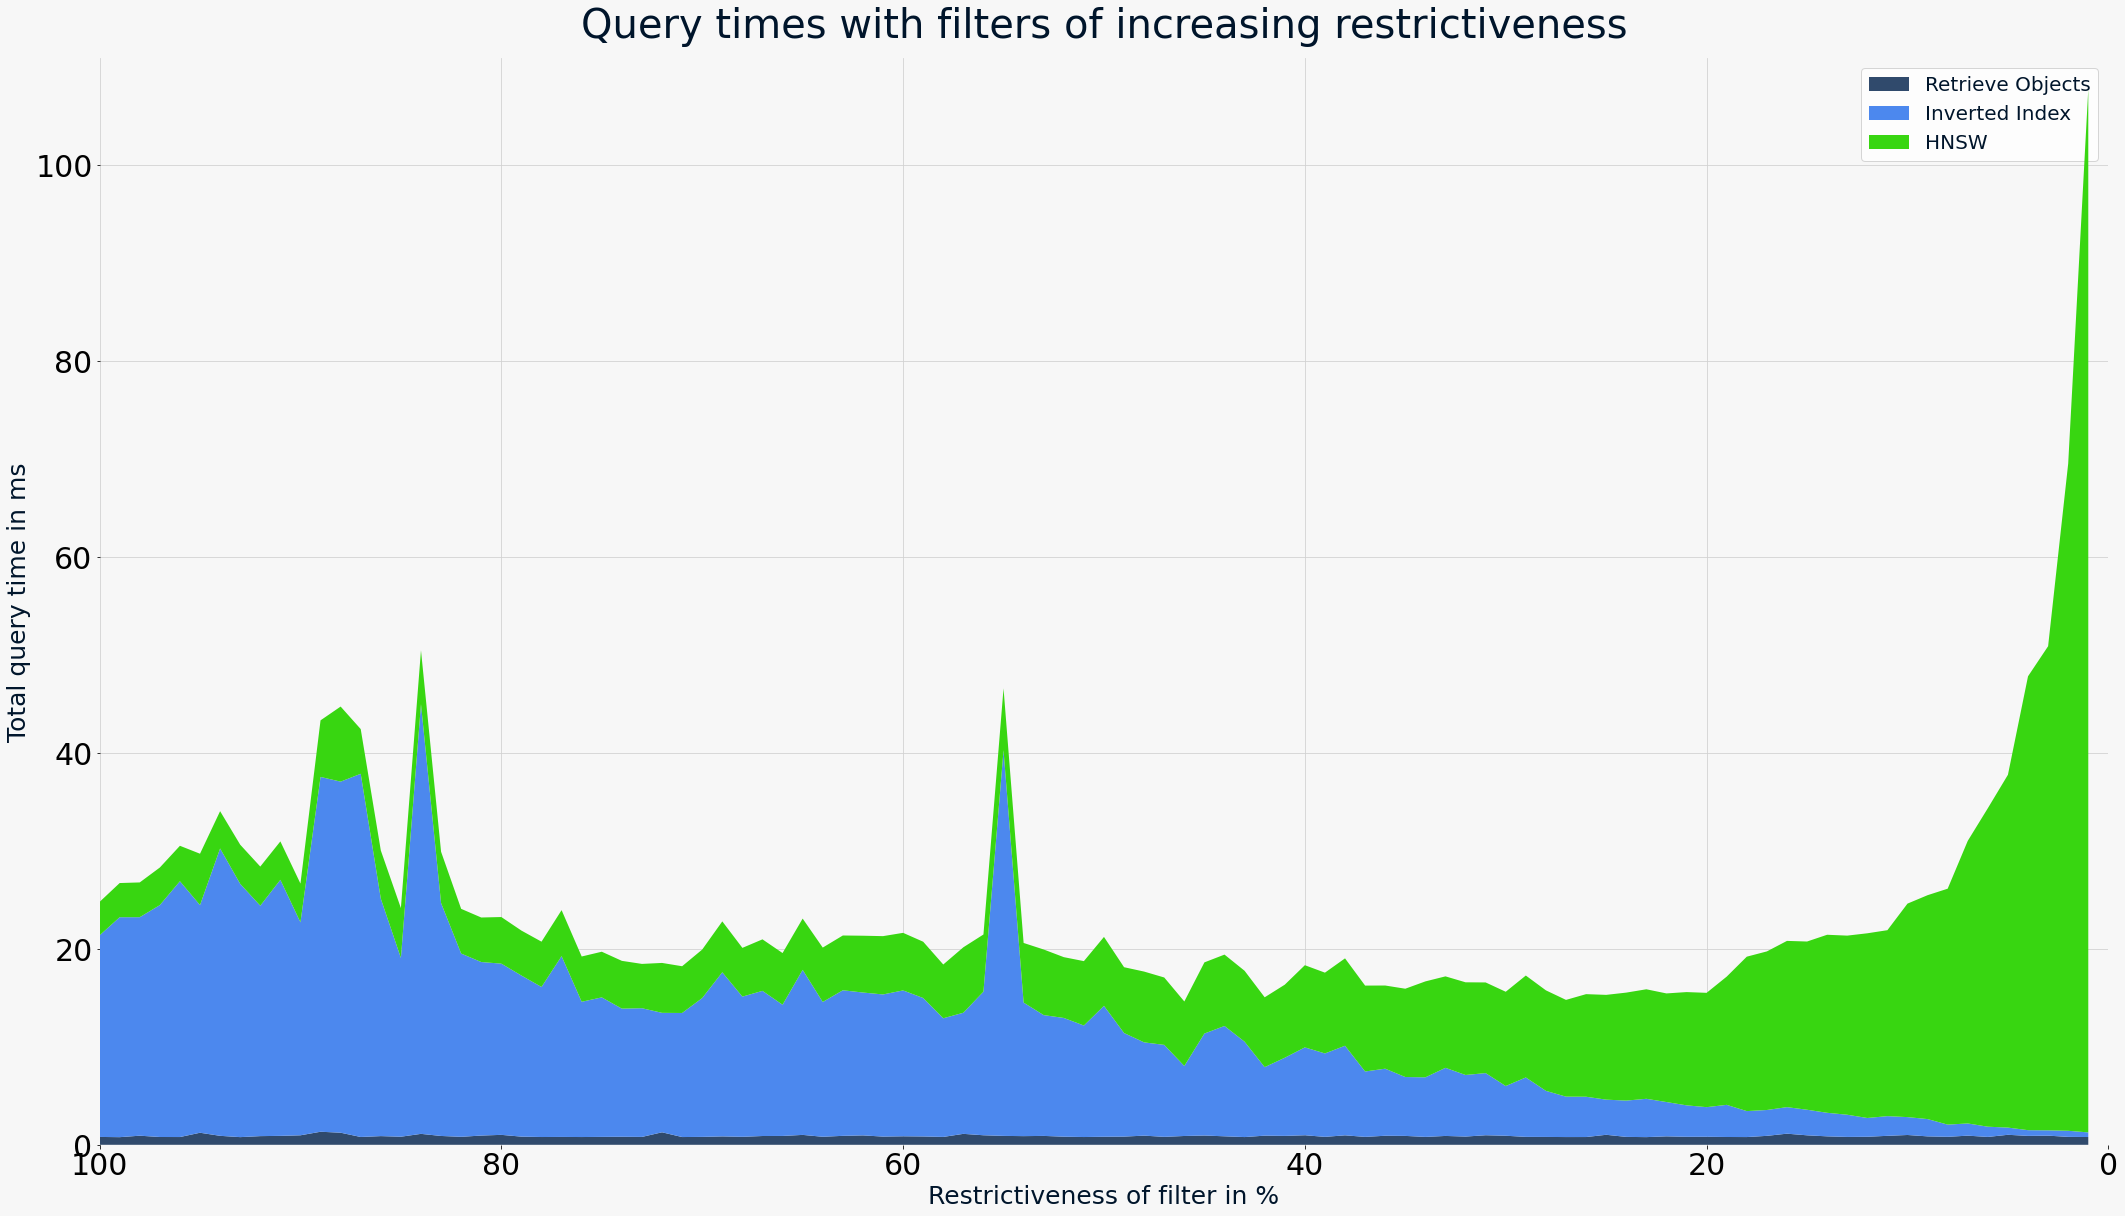 Query times with filters of increasing restrictiveness
Retrieve Objects
Inverted Index
HNSW
Total query time in ms
100
80
60
40
20
0
100 80 60 40 20 0
Restrictiveness of filter in %